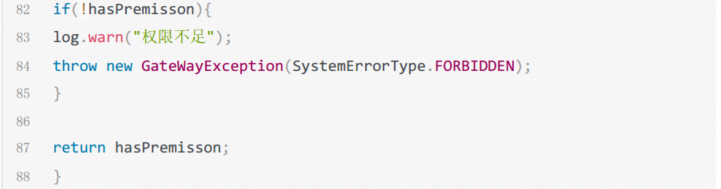 82 if(!hasPremisson){
83 log.warn("权限不足");
84 throw new GateWayException(SystemErrorType.FORBIDDEN);
85 }
86
87 return hasPremisson;
88 }